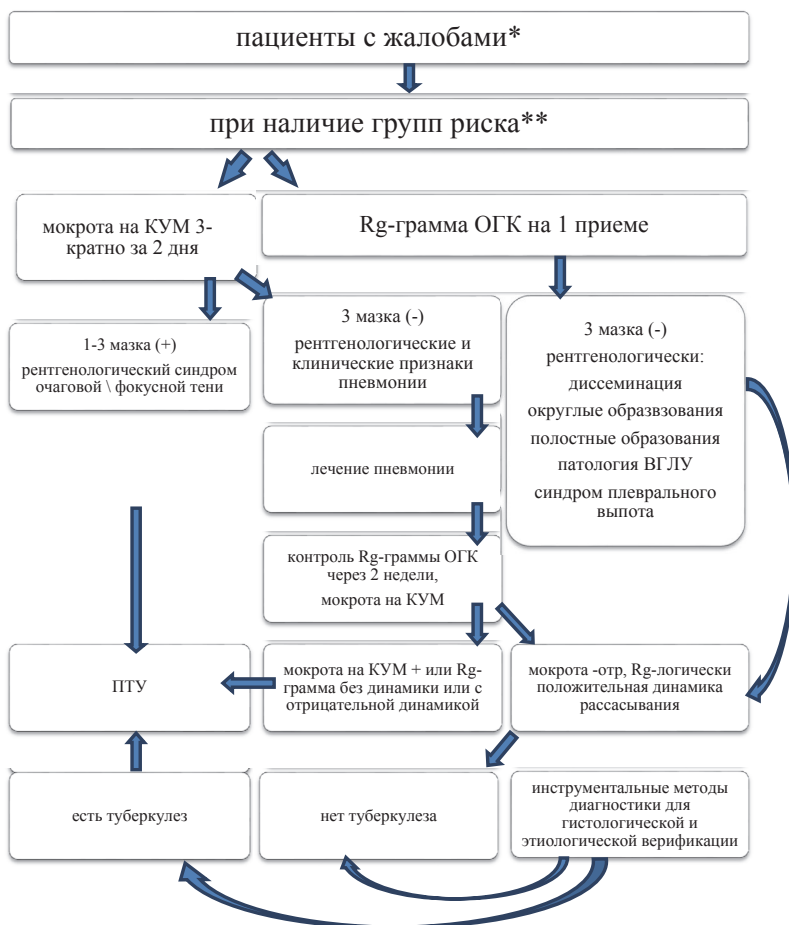 пациенты с жалобами*
при наличие групп риска**
мокрота на КУМ 3-
кратно за 2 дня
Rg-грамма ОГК на 1 приеме
1-3 мазка (+)
рентгенологический синдром
очаговой \ фокусной тени
3 мазка (-)
рентгенологические и
клинические признаки
пневмонии
3 мазка (-)
рентгенологически:
диссеминация
округлые образвзования
полостные образования
патология ВГЛУ
синдром плеврального
выпота
лечение пневмонии
контроль Rg-граммы ОГК
через 2 недели,
мокрота на КУМ
ПТУ
мокрота на КУМ + или Rg-
грамма без динамики или с
отрицательной динамикой
мокрота -отр, Rg-логически
положительная динамика
рассасывания
есть туберкулез
нет туберкулеза
инструментальные методы
диагностики для
гистологической и
этиологической верификации